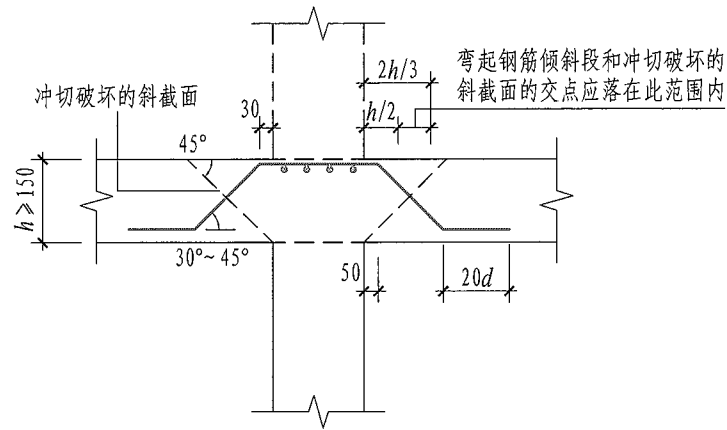 2h/3
弯起钢筋倾斜段和冲切破坏的
斜截面的交点应落在此范围内
冲切破坏的斜截面
30
h/2
45°
h≥150
30°~45°
50
20d